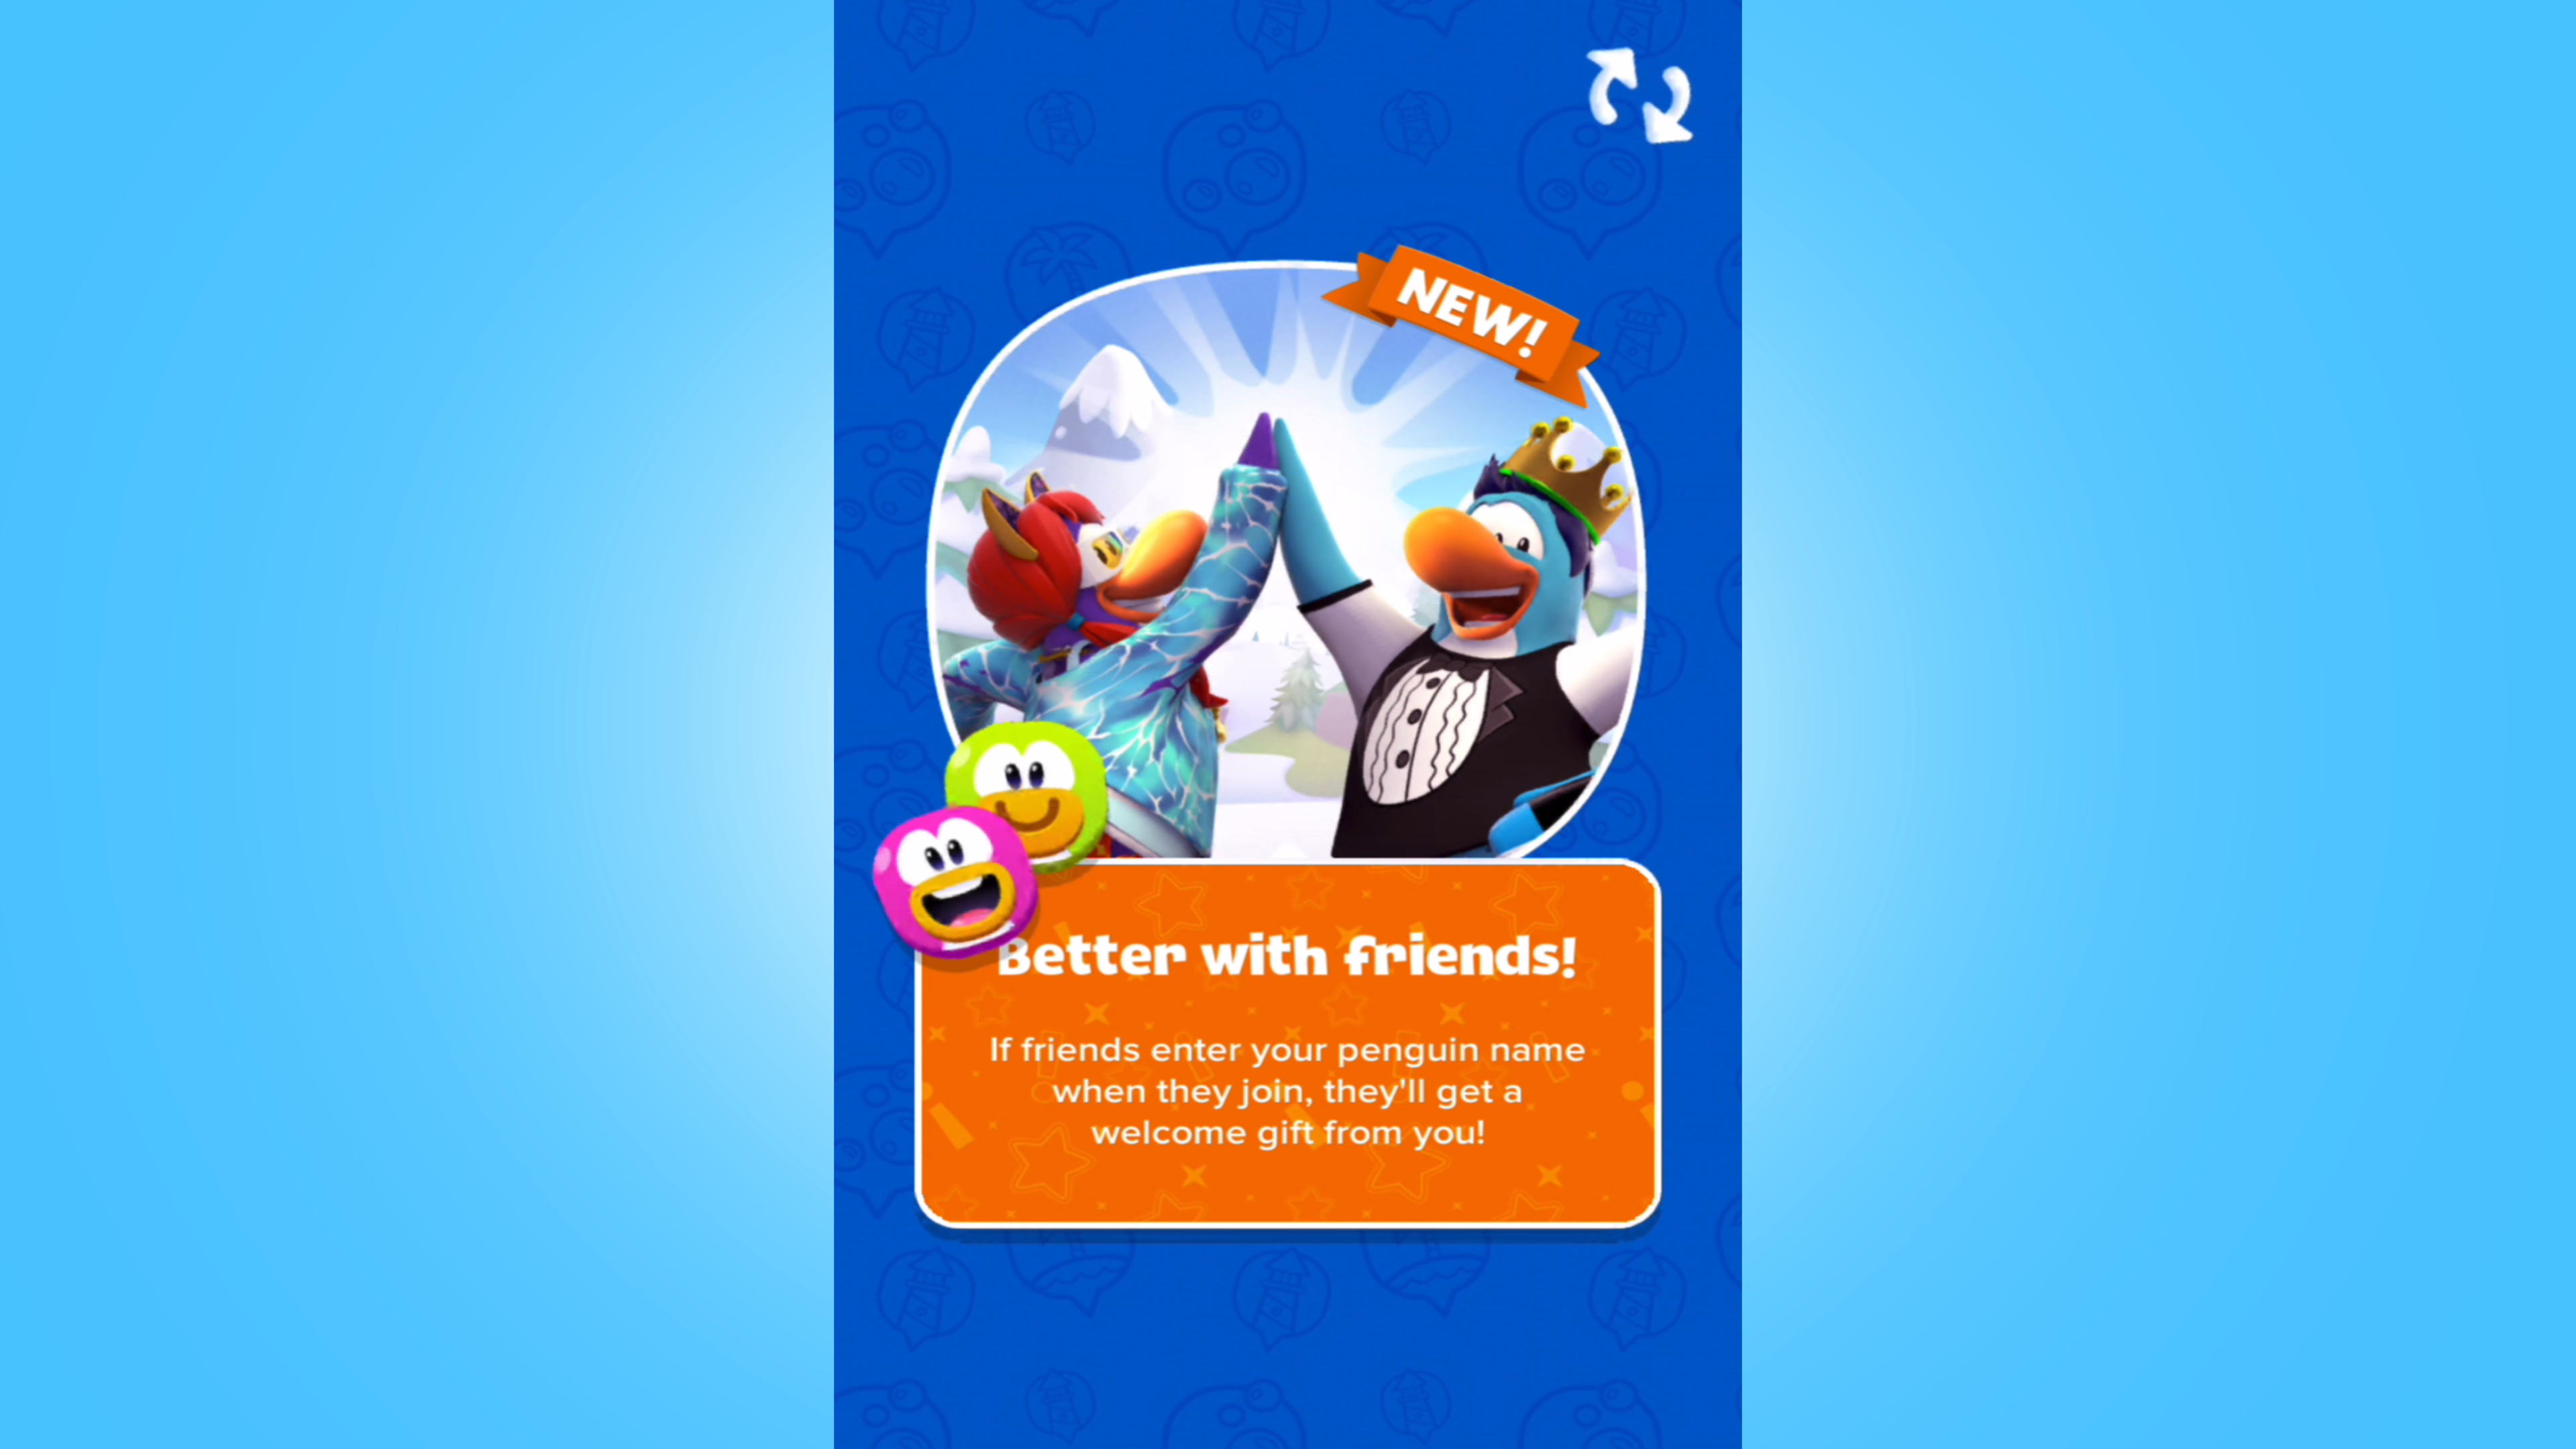 NEW!
Better with friends!
If friends enter your penguin name
when they join, they'll get a
welcome gift from you!